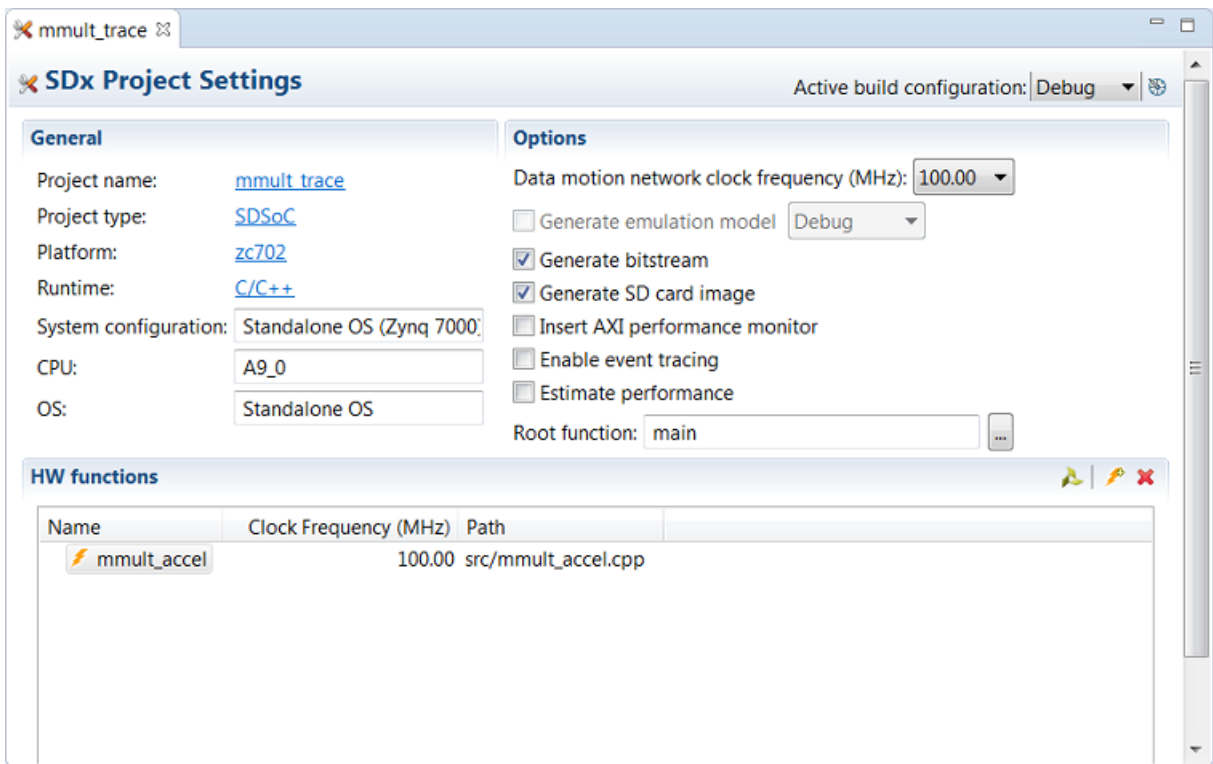 mmult_trace
SDx Project Settings
Active build configuration: Debug
General
Project name: mmult_trace
Project type: SDSoC
Platform: zc702
Runtime: C/C++
System configuration: Standalone OS (Zynq 7000)
CPU: A9_0
OS: Standalone OS
Options
Data motion network clock frequency (MHz): 100.00
Generate emulation model Debug
Generate bitstream
Generate SD card image
Insert AXI performance monitor
Enable event tracing
Estimate performance
Root function: main ...
HW functions
Name Clock Frequency (MHz) Path
mmult_accel 100.00 src/mmult_accel.cpp